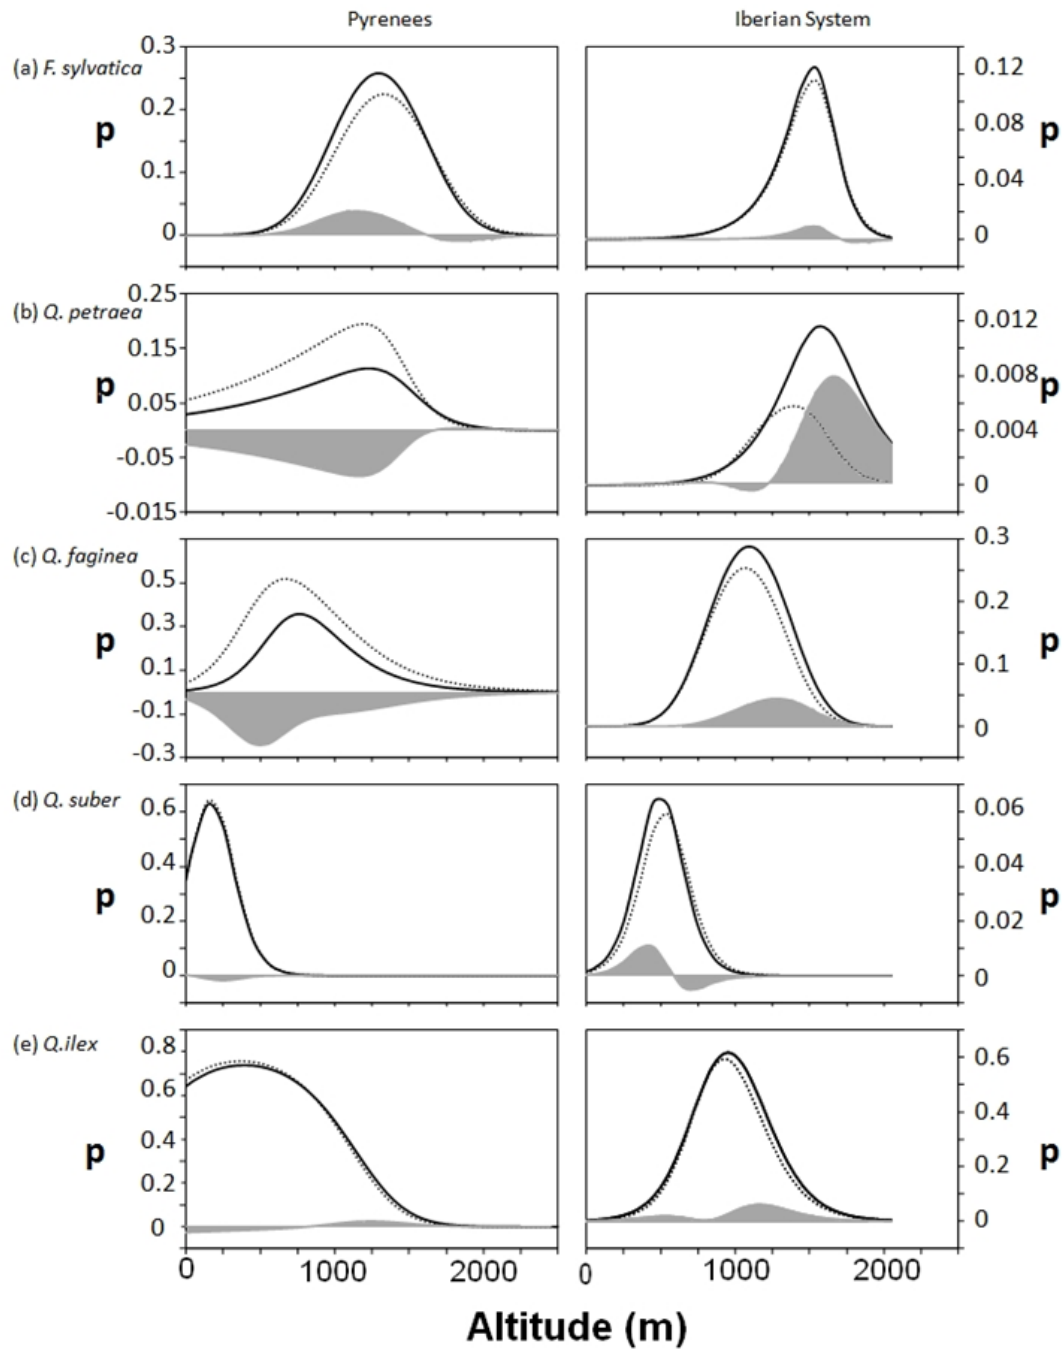 Pyrenees
Iberian System
(a) F. sylvatica
p
0.3
0.2
0.1
0
0.12
0.08
0.04
0
p
(b) Q. petraea
p
0.25
0.15
0.05
-0.05
-0.015
0.012
0.008
0.004
0
p
(c) Q. faginea
p
0.5
0.3
0.1
-0.1
-0.3
0.3
0.2
0.1
0
p
(d) Q. suber
p
0.6
0.4
0.2
0
0.06
0.04
0.02
0
p
(e) Q.ilex
p
0.8
0.6
0.4
0.2
0
0.6
0.4
0.2
0
p
0 1000 2000
0 1000 2000
Altitude (m)